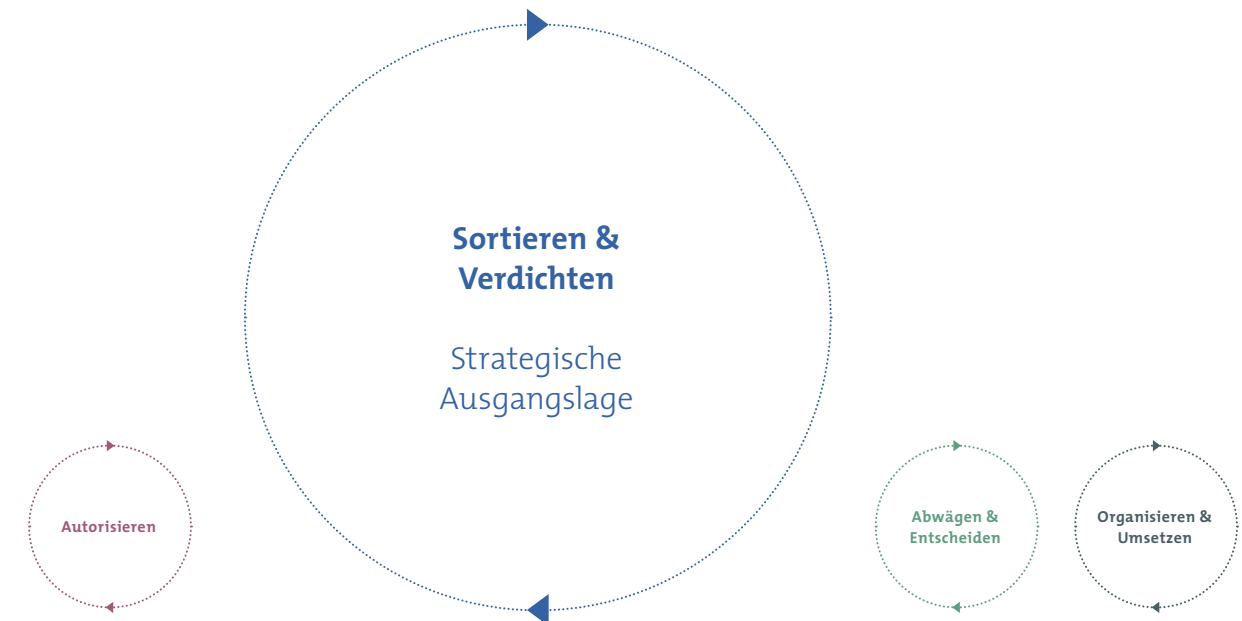 Autorisieren
Sortieren &
Verdichten
Strategische
Ausgangslage
Abwägen &
Entscheiden
Organisieren &
Umsetzen